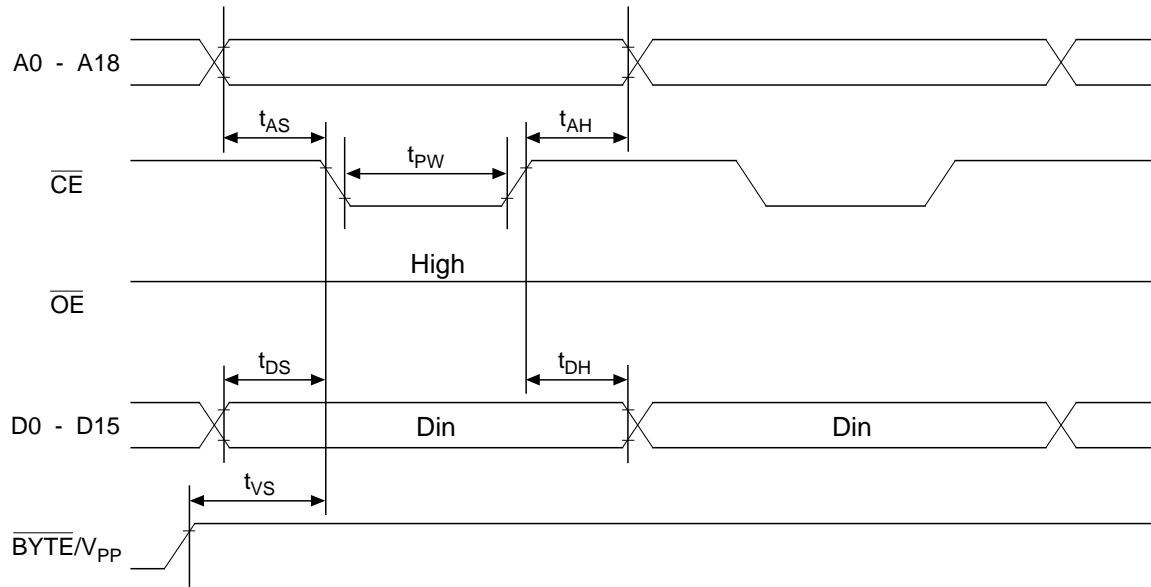 A0 - A18
tAS
tAH
tPW
CE
High
OE
tDS
tDH
D0 - D15
Din
Din
tVS
BYTE/VPP